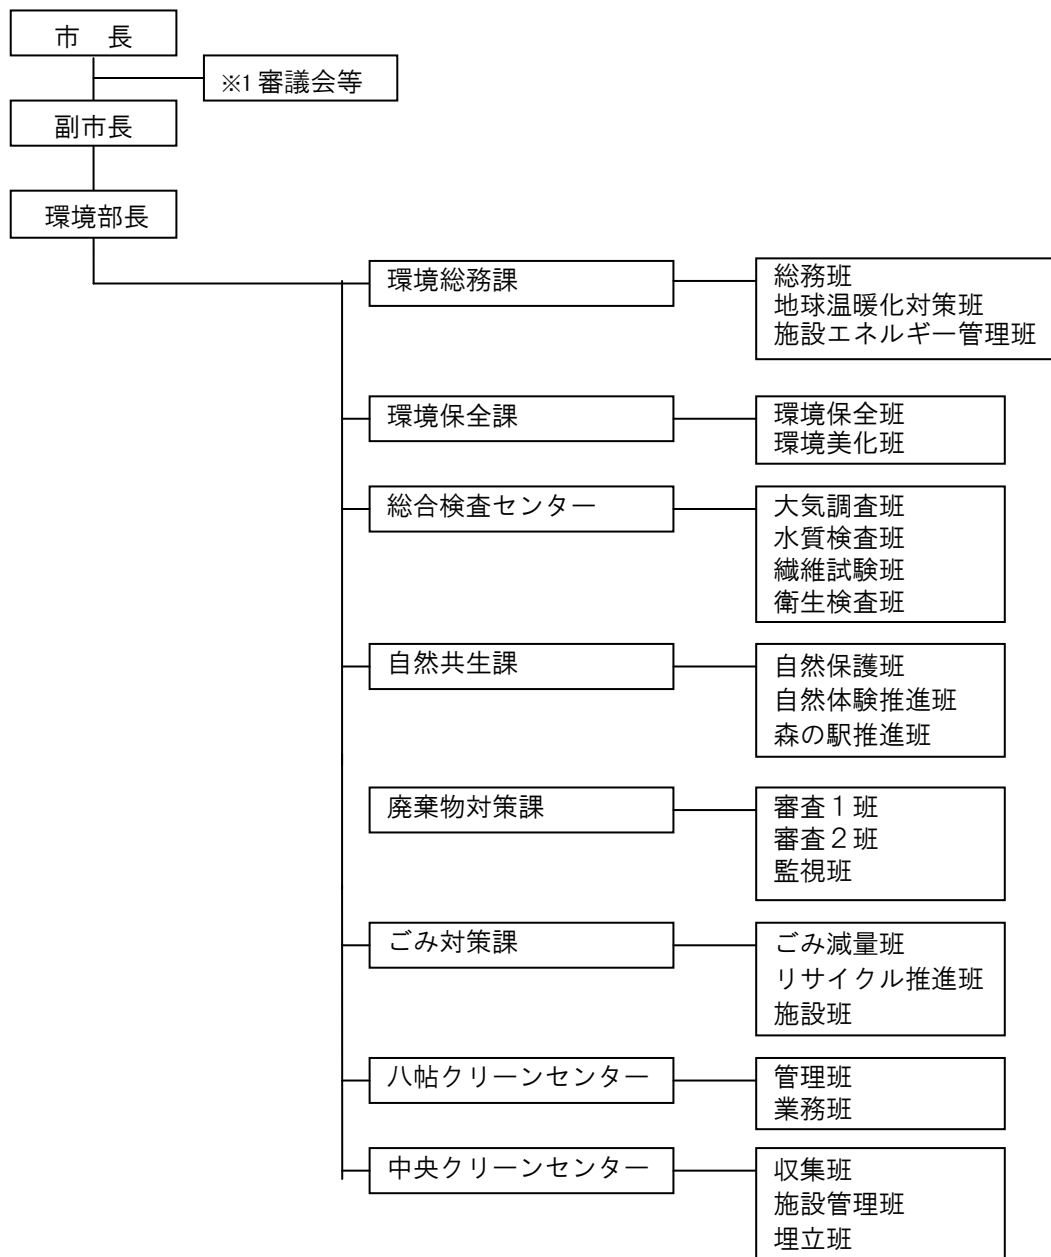 市　長
※1 審議会等
副市長
環境部長
環境総務課
総務班
地球温暖化対策班
施設エネルギー管理班
環境保全課
環境保全班
環境美化班
総合検査センター
大気調査班
水質検査班
繊維試験班
衛生検査班
自然共生課
自然保護班
自然体験推進班
森の駅推進班
廃棄物対策課
審査１班
審査２班
監視班
ごみ対策課
ごみ減量班
リサイクル推進班
施設班
八帖クリーンセンター
管理班
業務班
中央クリーンセンター
収集班
施設管理班
埋立班